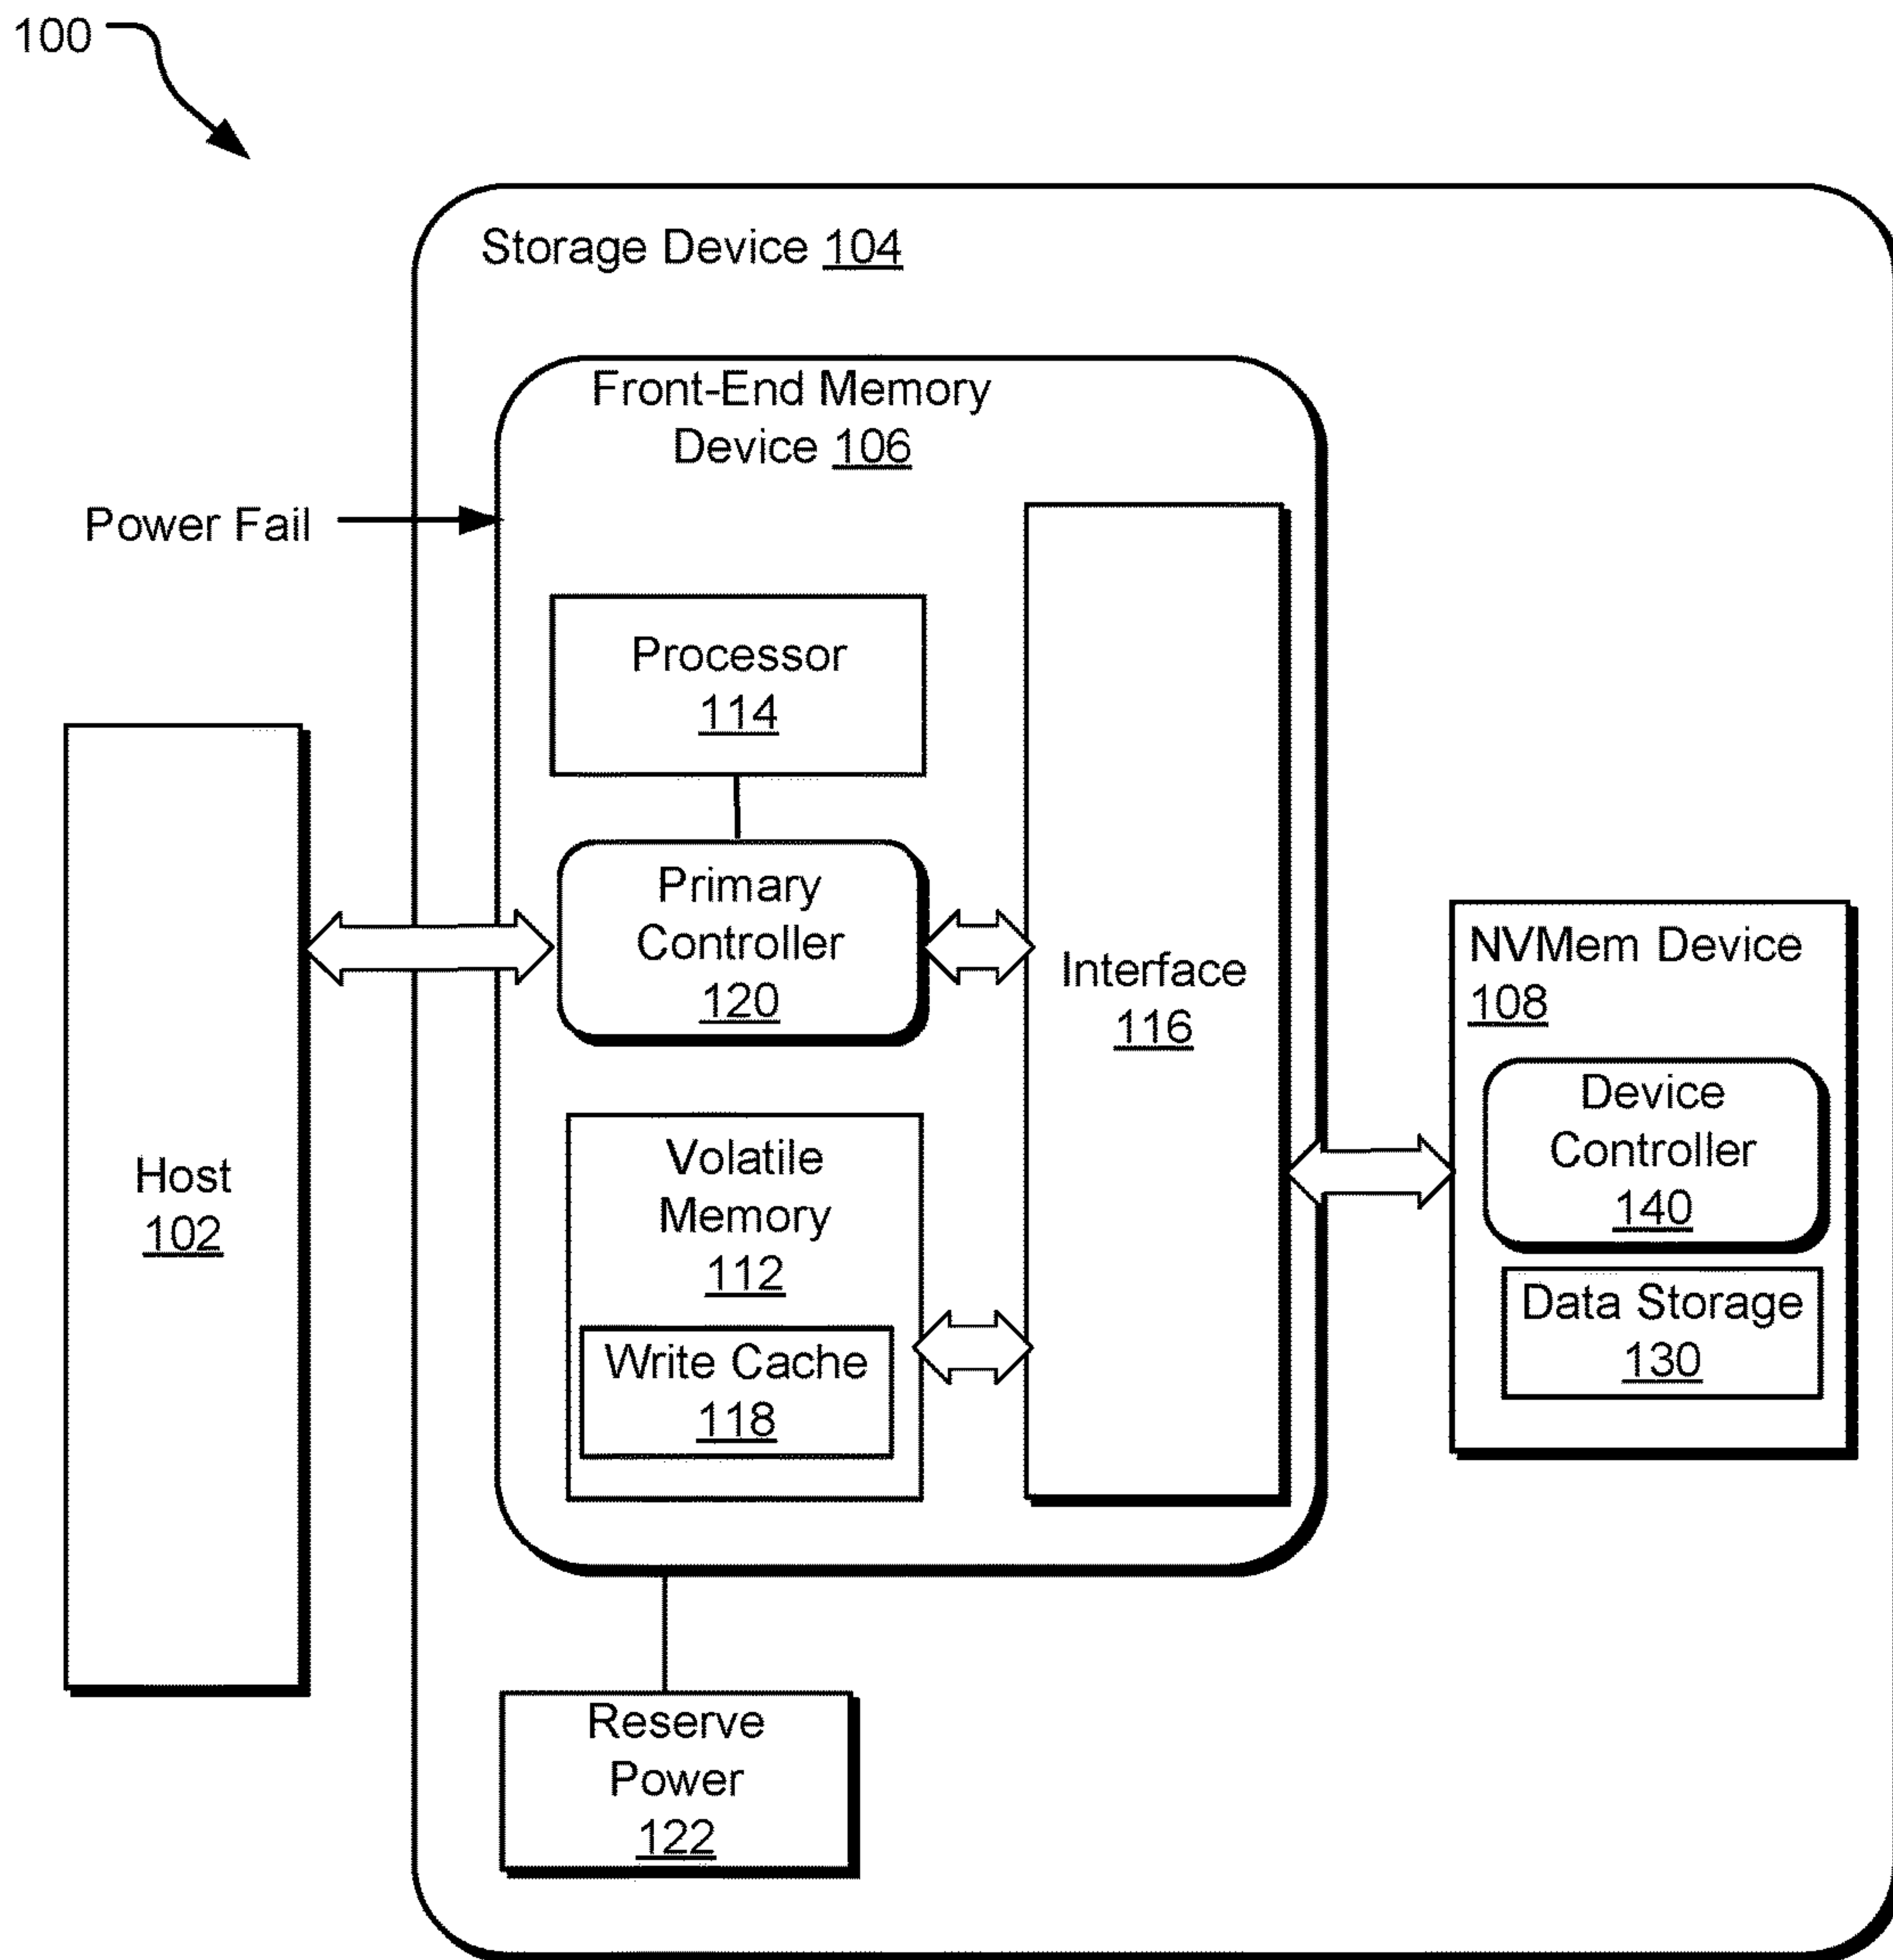 100
Storage Device 104
Front-End Memory
Device 106
Power Fail
Processor
114
Primary
Controller
120
Interface
116
Host
102
Volatile
Memory
112
Write Cache
118
NVMem Device
108
Device
Controller
140
Data Storage
130
Reserve
Power
122